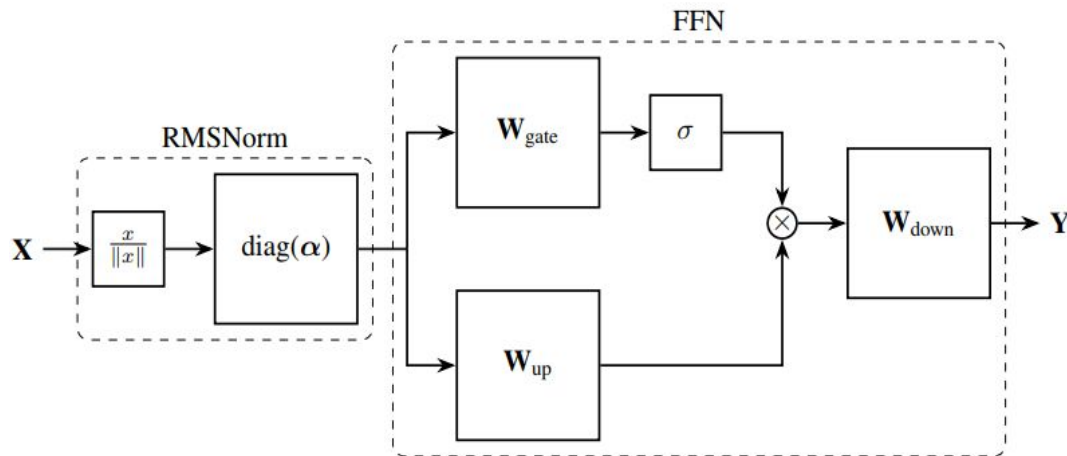 FFN
RMSNorm
X
x / ‖x‖
diag(α)
W_gate
σ
W_up
×
W_down
Y